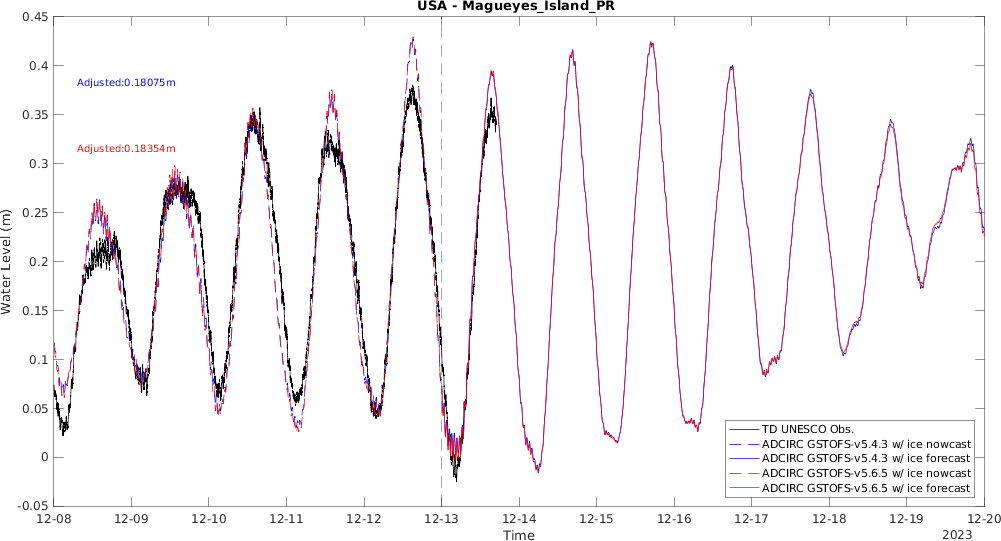 USA - Magueyes_Island_PR
0.45
0.4
0.35
0.3
0.25
0.2
0.15
0.1
0.05
0
-0.05
Water Level (m)
Adjusted:0.18075m
Adjusted:0.18354m
TD UNESCO Obs.
ADCIRC GSTOFS-v5.4.3 w/ ice nowcast
ADCIRC GSTOFS-v5.4.3 w/ ice forecast
ADCIRC GSTOFS-v5.6.5 w/ ice nowcast
ADCIRC GSTOFS-v5.6.5 w/ ice forecast
12-08 12-09 12-10 12-11 12-12 12-13 12-14 12-15 12-16 12-17 12-18 12-19 12-20
Time
2023